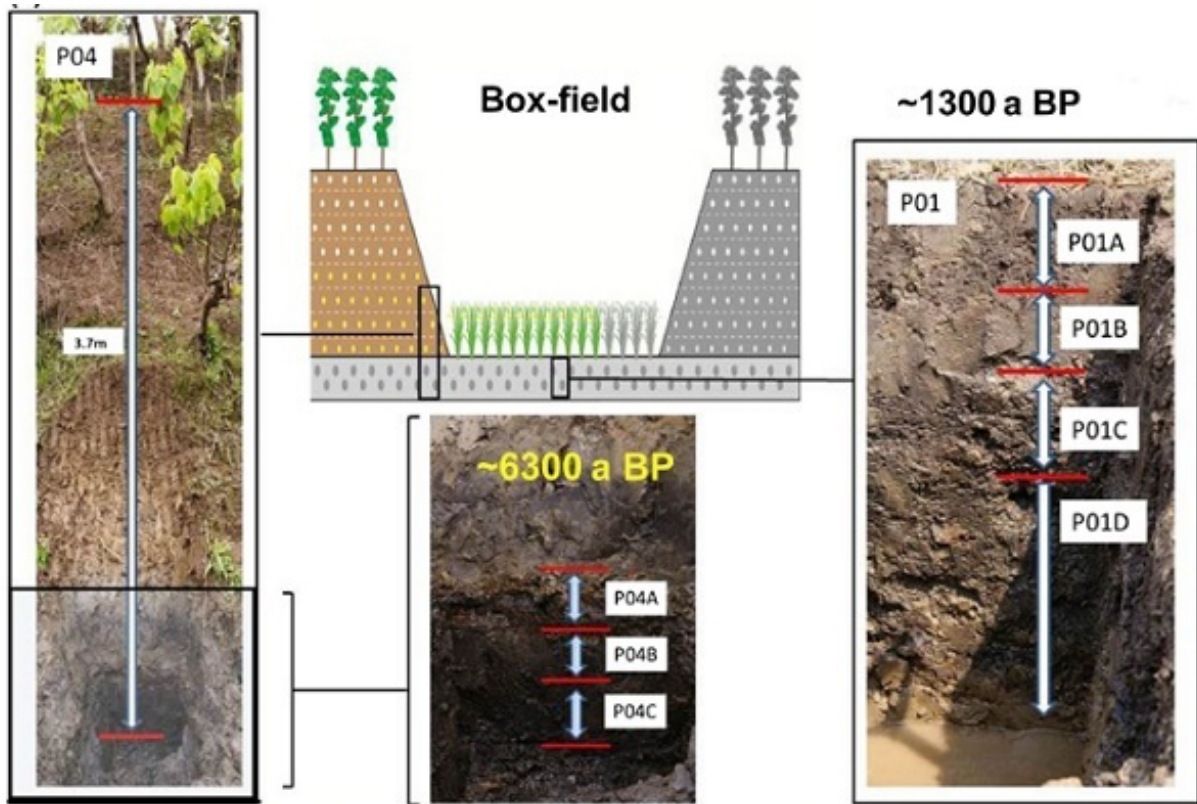 P04
3.7m
Box-field
~6300 a BP
P04A
P04B
P04C
~1300 a BP
P01
P01A
P01B
P01C
P01D